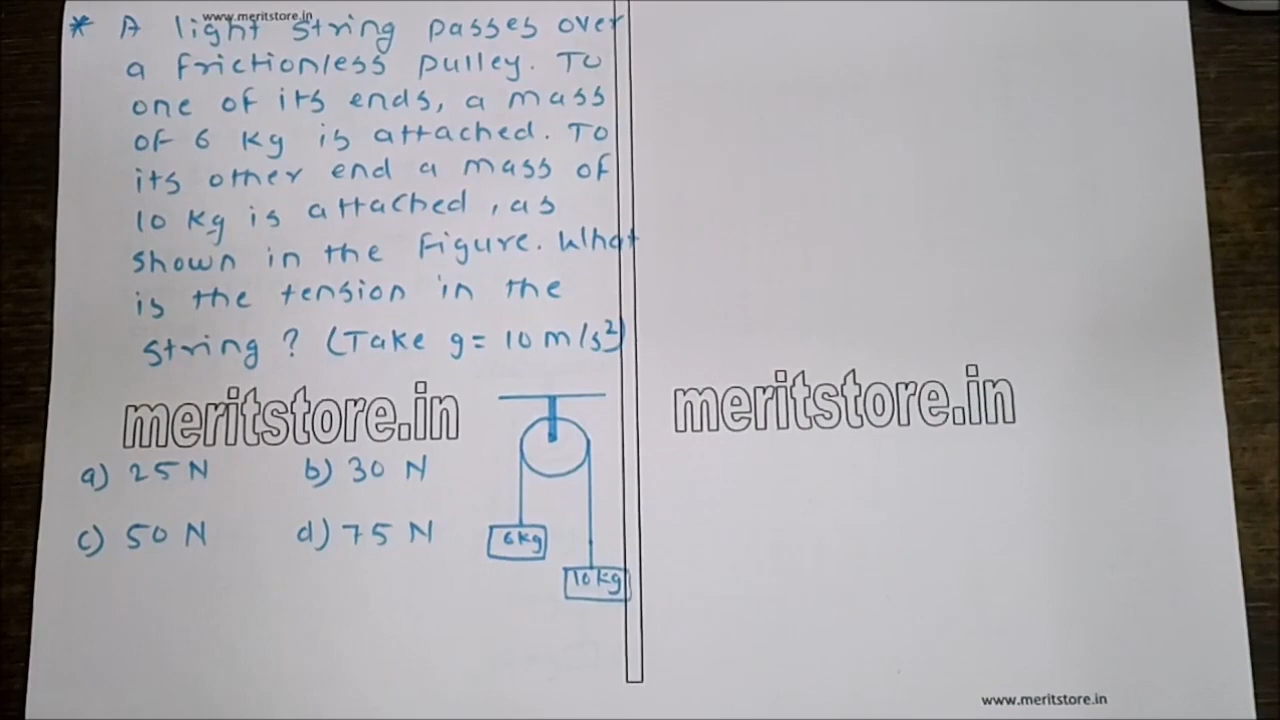 www.meritstore.in
* A light string passes over
a frictionless pulley. To
one of its ends, a mass
of 6 kg is attached. To
its other end a mass of
10 kg is attached, as
shown in the figure. What
is the tension in the
string? (Take g = 10 m/s²)
meritstore.in
meritstore.in
a) 25 N b) 30 N
c) 50 N d) 75 N
6kg
10kg
www.meritstore.in